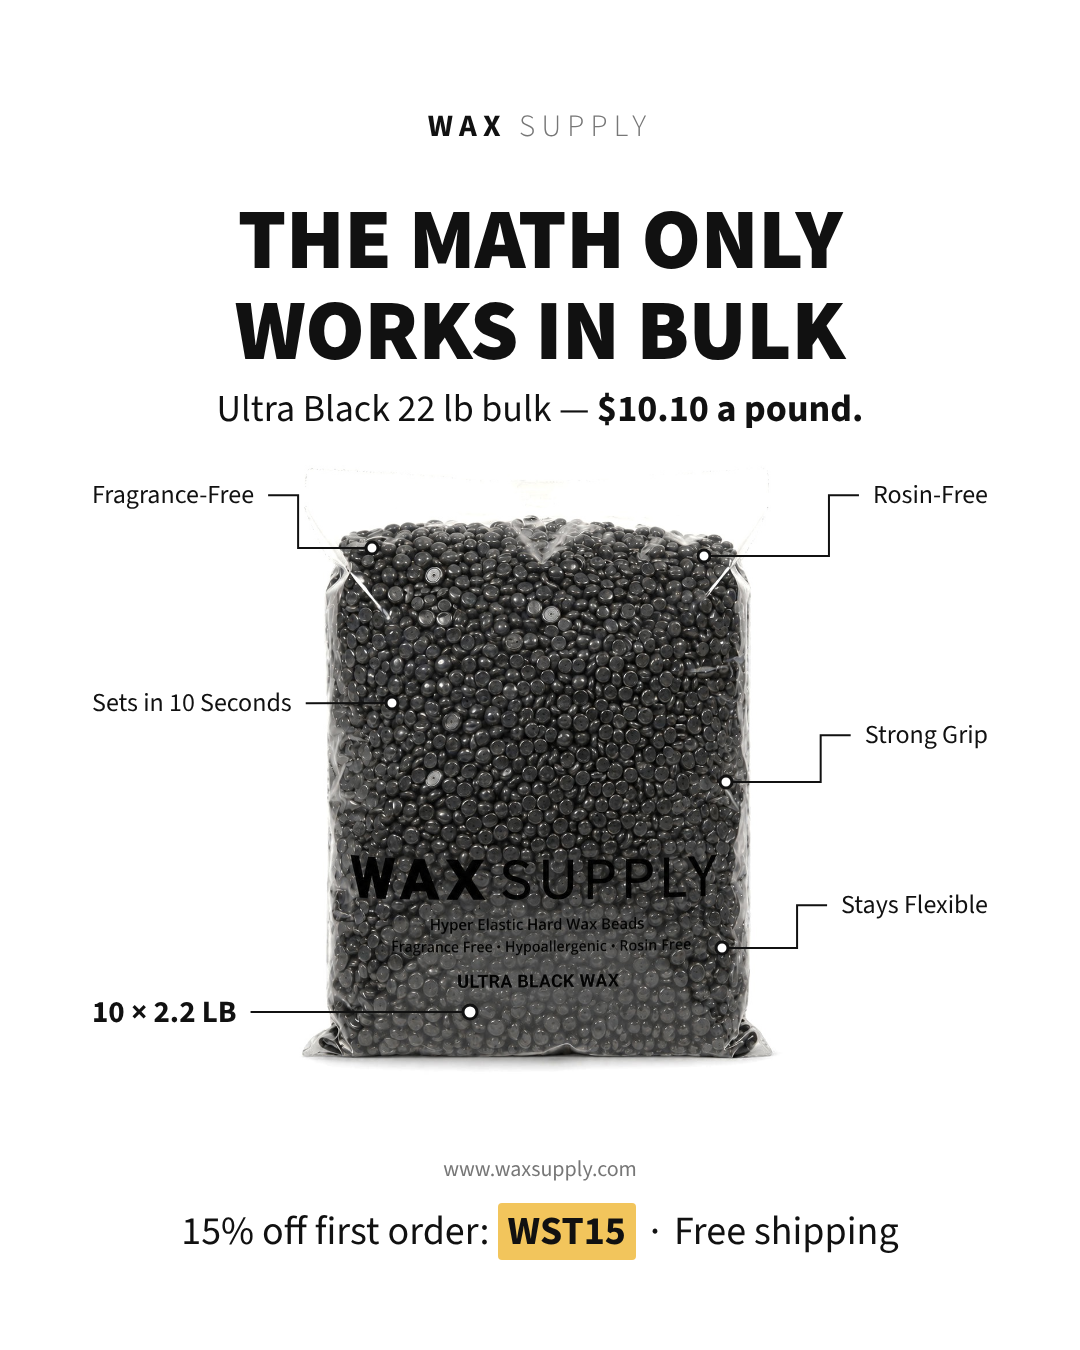 WAX SUPPLY
THE MATH ONLY
WORKS IN BULK
Ultra Black 22 lb bulk — $10.10 a pound.
Fragrance-Free
Rosin-Free
Sets in 10 Seconds
Strong Grip
WAX SUPPLY
Hyper Elastic Hard Wax Beads
Fragrance Free • Hypoallergenic • Rosin Free
ULTRA BLACK WAX
Stays Flexible
10 × 2.2 LB
www.waxsupply.com
15% off first order: WST15 · Free shipping